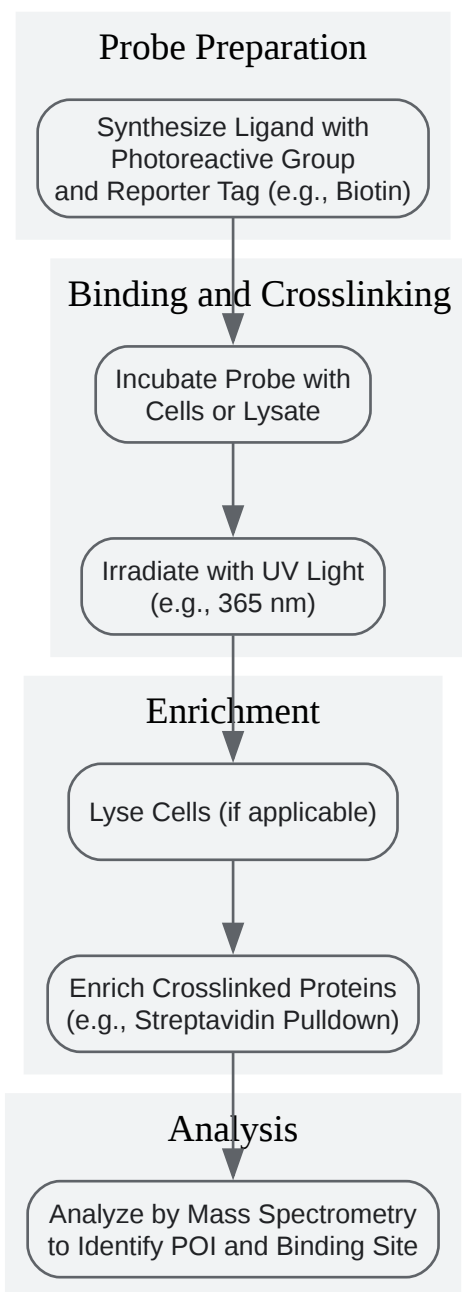 Probe Preparation
Synthesize Ligand with
Photoreactive Group
and Reporter Tag (e.g., Biotin)
Binding and Crosslinking
Incubate Probe with
Cells or Lysate
Irradiate with UV Light
(e.g., 365 nm)
Enrichment
Lyse Cells (if applicable)
Enrich Crosslinked Proteins
(e.g., Streptavidin Pulldown)
Analysis
Analyze by Mass Spectrometry
to Identify POI and Binding Site